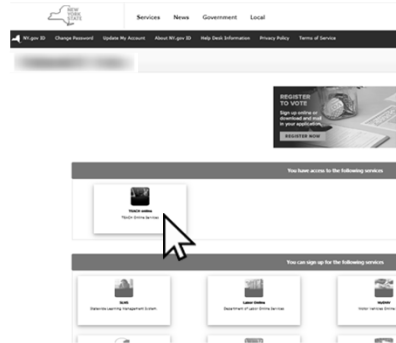 NEW
YORK
STATE
Services News Government Local
NY.gov ID Change Password Update My Account About NY.gov ID Help Desk Information Privacy Policy Terms of Service
REGISTER
TO VOTE
Sign up online or
download and mail
in your application.
REGISTER NOW
You have access to the following services
TEACH Online
TEACH Online Services
You can sign up for the following services
SLMS
Statewide Learning Management System
Labor Online
Department of Labor Online Services
MyDMV
Motor Vehicles Online